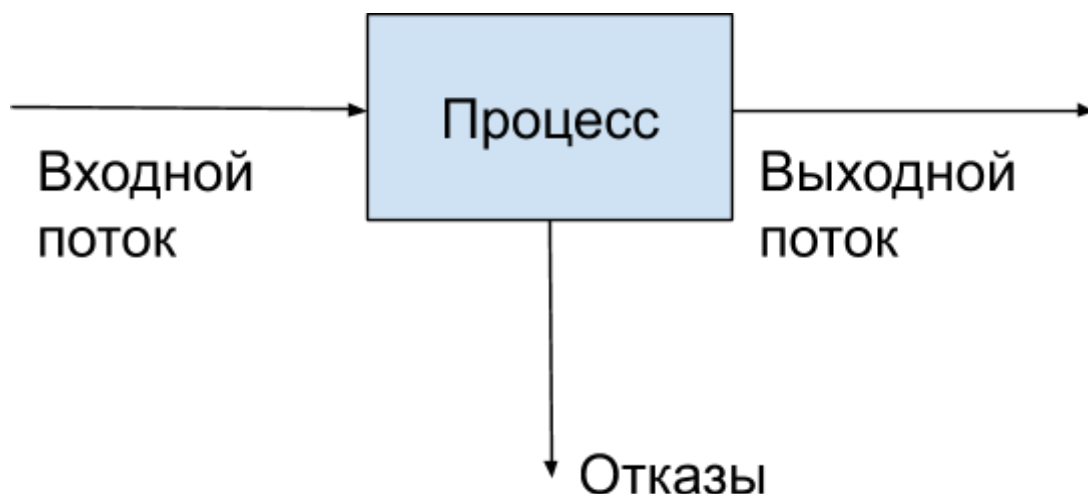 Процесс
Входной
поток
Выходной
поток
Отказы